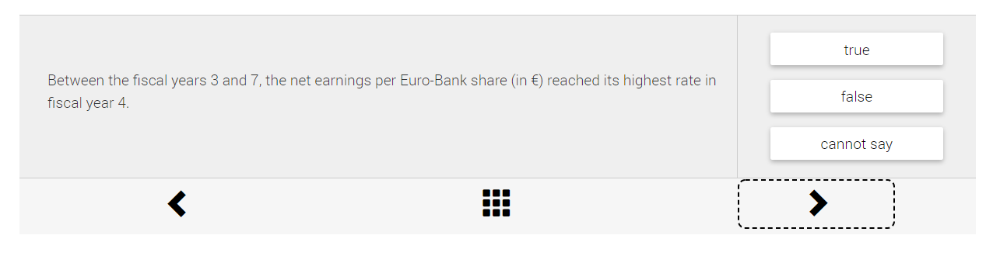 Between the fiscal years 3 and 7, the net earnings per Euro-Bank share (in €) reached its highest rate in
fiscal year 4.
true
false
cannot say